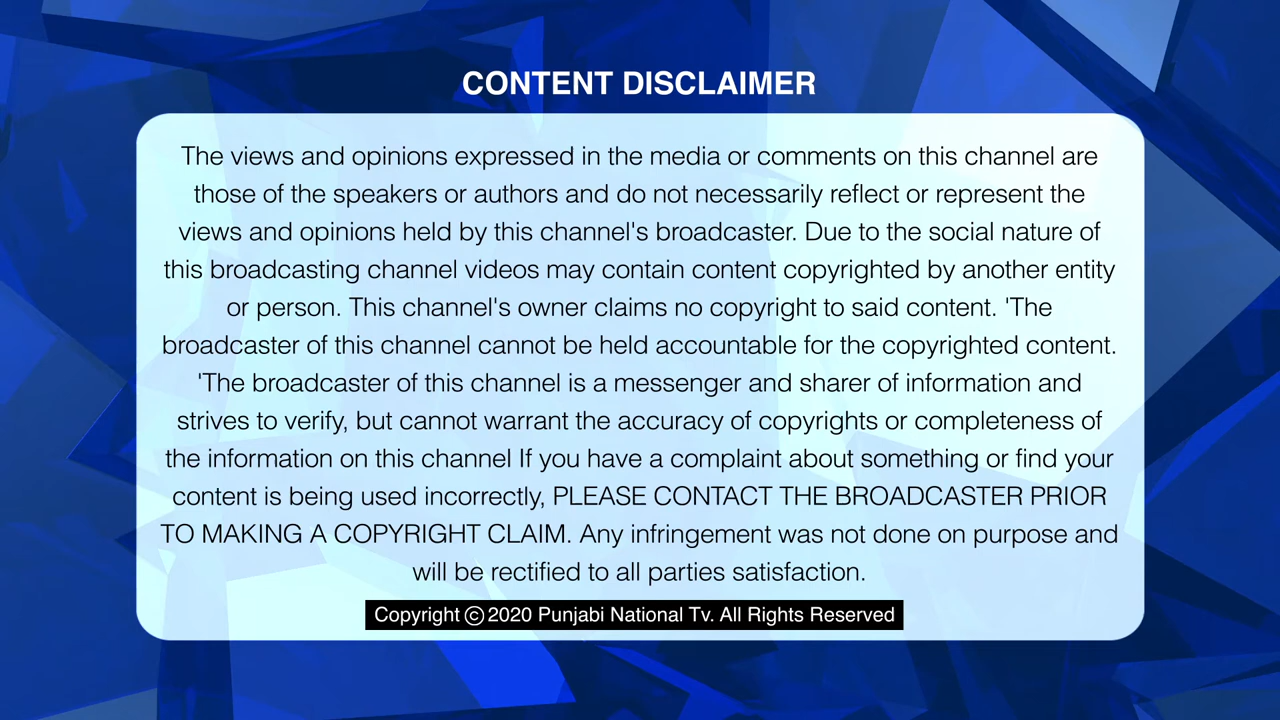 CONTENT DISCLAIMER
The views and opinions expressed in the media or comments on this channel are
those of the speakers or authors and do not necessarily reflect or represent the
views and opinions held by this channel's broadcaster. Due to the social nature of
this broadcasting channel videos may contain content copyrighted by another entity
or person. This channel's owner claims no copyright to said content. 'The
broadcaster of this channel cannot be held accountable for the copyrighted content.
'The broadcaster of this channel is a messenger and sharer of information and
strives to verify, but cannot warrant the accuracy of copyrights or completeness of
the information on this channel If you have a complaint about something or find your
content is being used incorrectly, PLEASE CONTACT THE BROADCASTER PRIOR
TO MAKING A COPYRIGHT CLAIM. Any infringement was not done on purpose and
will be rectified to all parties satisfaction.
Copyright © 2020 Punjabi National Tv. All Rights Reserved